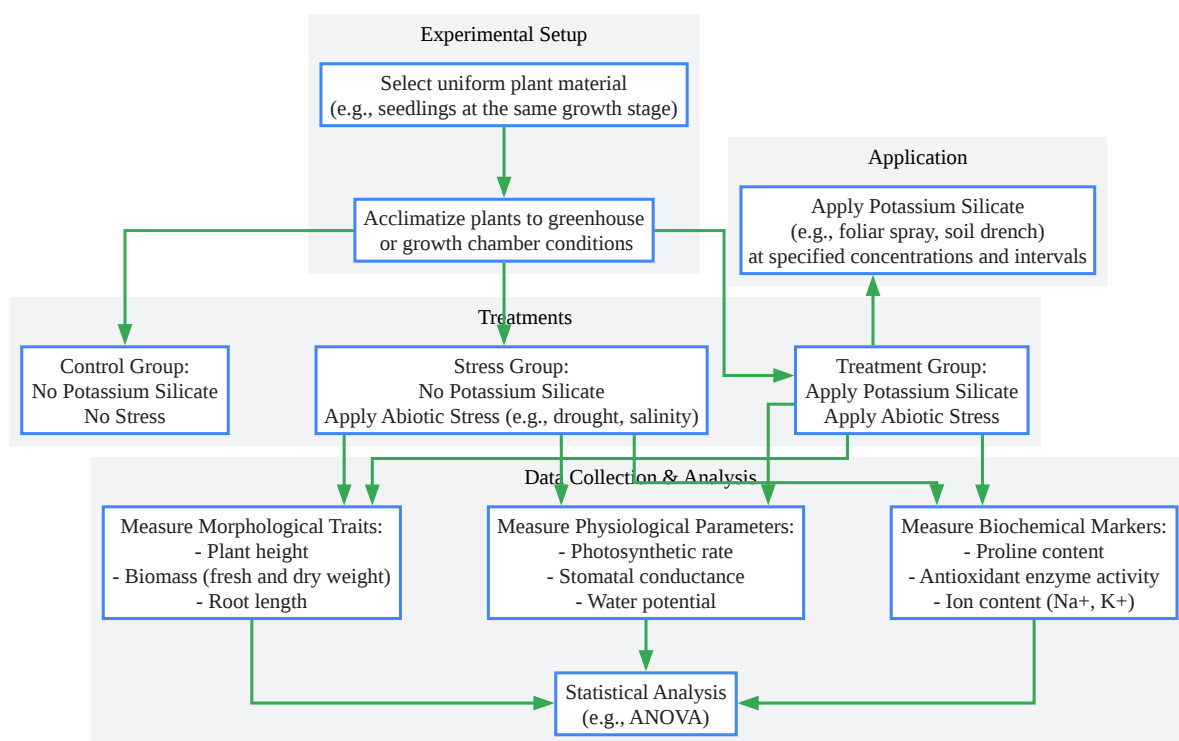 Experimental Setup
Select uniform plant material
(e.g., seedlings at the same growth stage)
Acclimatize plants to greenhouse
or growth chamber conditions
Application
Apply Potassium Silicate
(e.g., foliar spray, soil drench)
at specified concentrations and intervals
Treatments
Control Group:
No Potassium Silicate
No Stress
Stress Group:
No Potassium Silicate
Apply Abiotic Stress (e.g., drought, salinity)
Treatment Group:
Apply Potassium Silicate
Apply Abiotic Stress
Data Collection & Analysis
Measure Morphological Traits:
- Plant height
- Biomass (fresh and dry weight)
- Root length
Measure Physiological Parameters:
- Photosynthetic rate
- Stomatal conductance
- Water potential
Measure Biochemical Markers:
- Proline content
- Antioxidant enzyme activity
- Ion content (Na+, K+)
Statistical Analysis
(e.g., ANOVA)